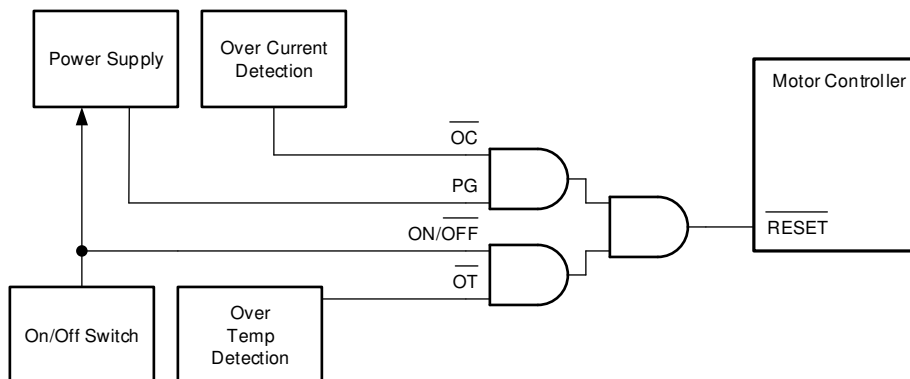 Power Supply
Over Current
Detection
Motor Controller
OC
PG
ON/OFF
RESET
OT
On/Off Switch
Over
Temp
Detection